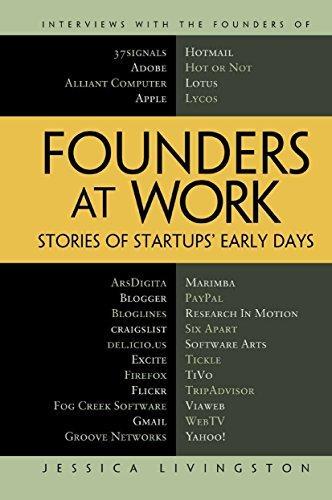 INTERVIEWS WITH THE FOUNDERS OF
37SIGNALS HOTMAIL
ADOBE HOT OR NOT
ALLIANT COMPUTER LOTUS
APPLE LYCOS
FOUNDERS
AT WORK
STORIES OF STARTUPS' EARLY DAYS
ARSDIGITA MARIMBA
BLOGGER PAYPAL
BLOGLINES RESEARCH IN MOTION
CRAIGSLIST SIX APART
DEL.ICIO.US SOFTWARE ARTS
EXCITE TICKLE
FIREFOX TIVO
FLICKR TRIPADVISOR
FOG CREEK SOFTWARE VIAWEB
GMAIL WEBTV
GROOVE NETWORKS YAHOO!
JESSICA LIVINGSTON